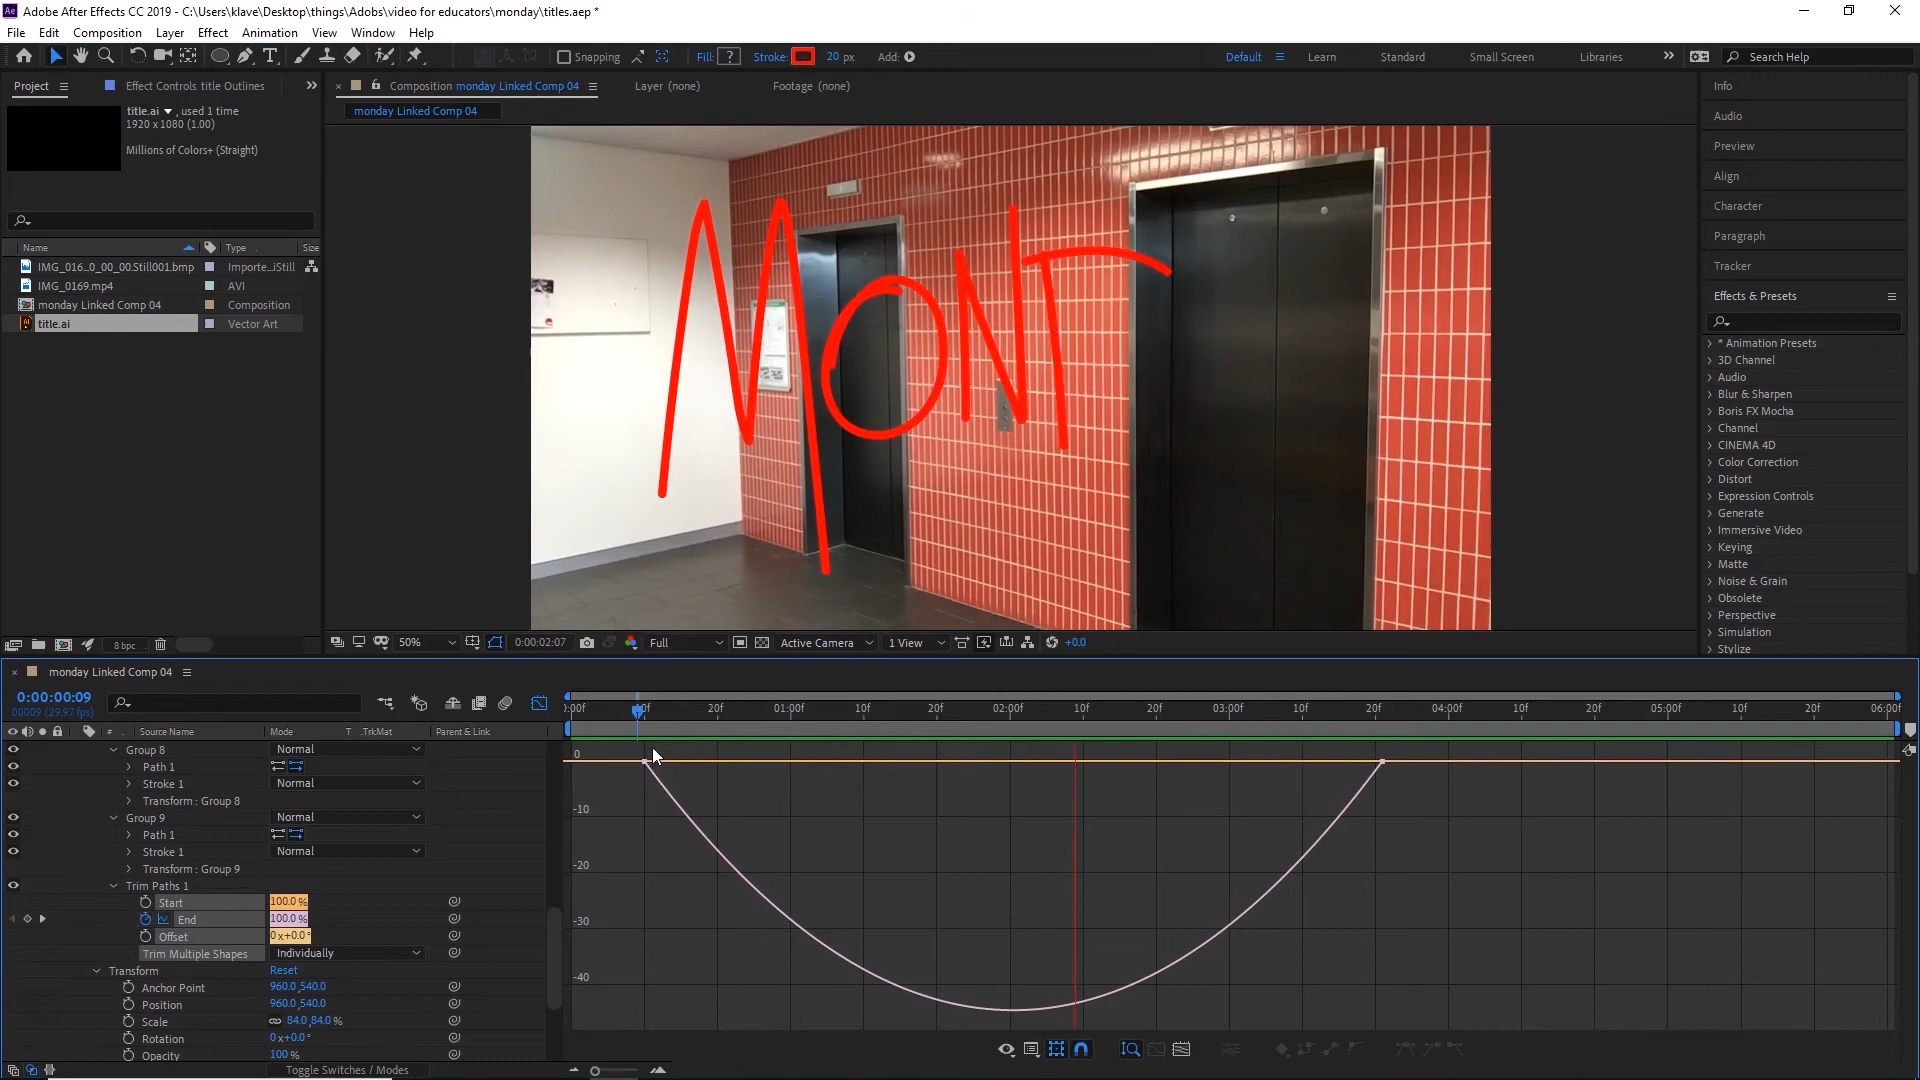 Adobe After Effects CC 2019 - C:\Users\klave\Desktop\things\Adobs\video for educators\monday\titles.aep *
File Edit Composition Layer Effect Animation View Window Help
Snapping Fill: ? Stroke: 20 px Add: Default Learn Standard Small Screen Libraries Search Help
Project Effect Controls title Outlines
title.ai , used 1 time
1920 x 1080 (1.00)
Millions of Colors+ (Straight)
Name Type Size
IMG_016...0_00_00.Still001.bmp Importe...iStill
IMG_0169.mp4 AVI
monday Linked Comp 04 Composition
title.ai Vector Art
8 bpc
Composition monday Linked Comp 04 Layer (none) Footage (none)
monday Linked Comp 04
50% 0:00:02:07 Full Active Camera 1 View +0.0
Info
Audio
Preview
Align
Character
Paragraph
Tracker
Effects & Presets
* Animation Presets
3D Channel
Audio
Blur & Sharpen
Boris FX Mocha
Channel
CINEMA 4D
Color Correction
Distort
Expression Controls
Generate
Immersive Video
Keying
Matte
Noise & Grain
Obsolete
Perspective
Simulation
Stylize
monday Linked Comp 04
0:00:00:09
00009 (29.97 fps)
# Source Name Mode T .TrkMat Parent & Link
Group 8 Normal
Path 1
Stroke 1 Normal
Transform : Group 8
Group 9 Normal
Path 1
Stroke 1 Normal
Transform : Group 9
Trim Paths 1
Start 100.0 %
End 100.0 %
Offset 0 x +0.0 °
Trim Multiple Shapes Individually
Transform Reset
Anchor Point 960.0 ,540.0
Position 960.0 ,540.0
Scale 84.0 ,84.0 %
Rotation 0 x +0.0 °
Opacity 100 %
Toggle Switches / Modes
20f 01:00f 10f 20f 02:00f 10f 20f 03:00f 10f 20f 04:00f 10f 20f 05:00f 10f 20f 06:00f
0
-10
-20
-30
-40